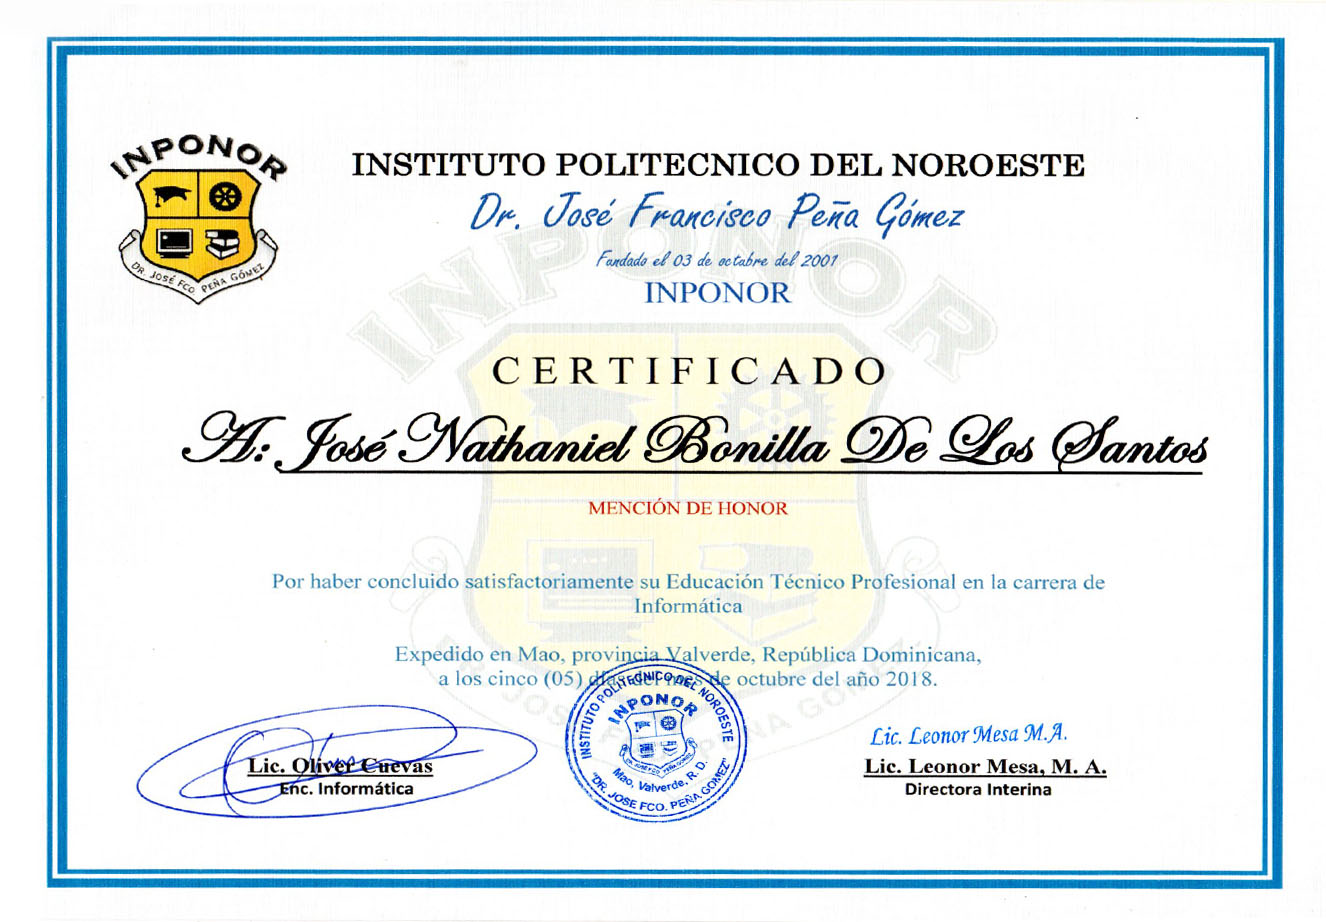 INPONOR
DR. JOSÉ FCO. PEÑA GÓMEZ
INSTITUTO POLITECNICO DEL NOROESTE
Dr. José Francisco Peña Gómez
Fundado el 03 de octubre del 2001
INPONOR
CERTIFICADO
A: José Nathaniel Bonilla De Los Santos
MENCIÓN DE HONOR
Por haber concluido satisfactoriamente su Educación Técnico Profesional en la carrera de
Informática
Expedido en Mao, provincia Valverde, República Dominicana,
a los cinco (05) días del mes de octubre del año 2018.
INSTITUTO POLITECNICO DEL NOROESTE
INPONOR
Mao, Valverde, R. D.
"DR. JOSE FCO. PEÑA GOMEZ"
Lic. Oliver Cuevas
Enc. Informática
Lic. Leonor Mesa M.A.
Lic. Leonor Mesa, M. A.
Directora Interina